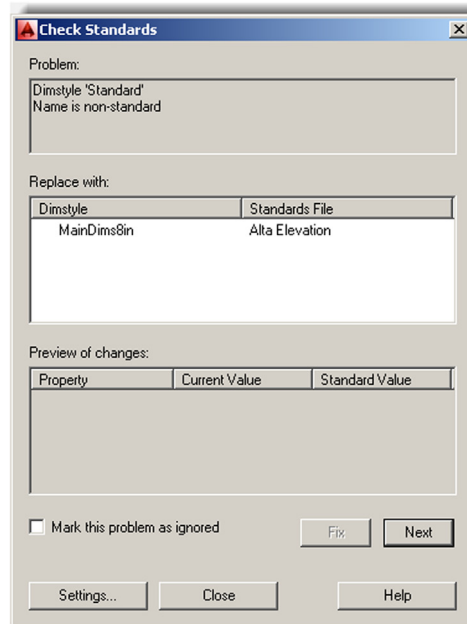 Check Standards
Problem:
Dimstyle 'Standard'
Name is non-standard
Replace with:
Dimstyle Standards File
MainDims8in Alta Elevation
Preview of changes:
Property Current Value Standard Value
Mark this problem as ignored Fix Next
Settings... Close Help